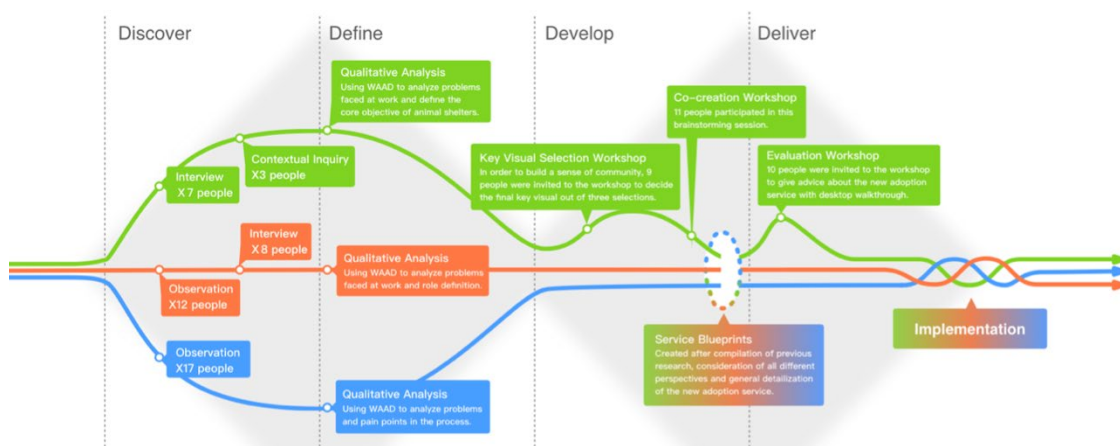 Discover
Define
Develop
Deliver
Qualitative Analysis
Using WAAD to analyze problems
faced at work and define the
core objective of animal shelters.
Co-creation Workshop
11 people participated in this
brainstorming session.
Key Visual Selection Workshop
In order to build a sense of community, 9
people were invited to the workshop to decide
the final key visual out of three selections.
Evaluation Workshop
10 people were invited to the workshop
to give advice about the new adoption
service with desktop walkthrough.
Contextual Inquiry
X3 people
Interview
X7 people
Interview
X8 people
Qualitative Analysis
Using WAAD to analyze problems
faced at work and role definition.
Observation
X12 people
Service Blueprints
Created after compilation of previous
research, consideration of all different
perspectives and general detailization
of the new adoption service.
Implementation
Observation
X17 people
Qualitative Analysis
Using WAAD to analyze problems
and pain points in the process.